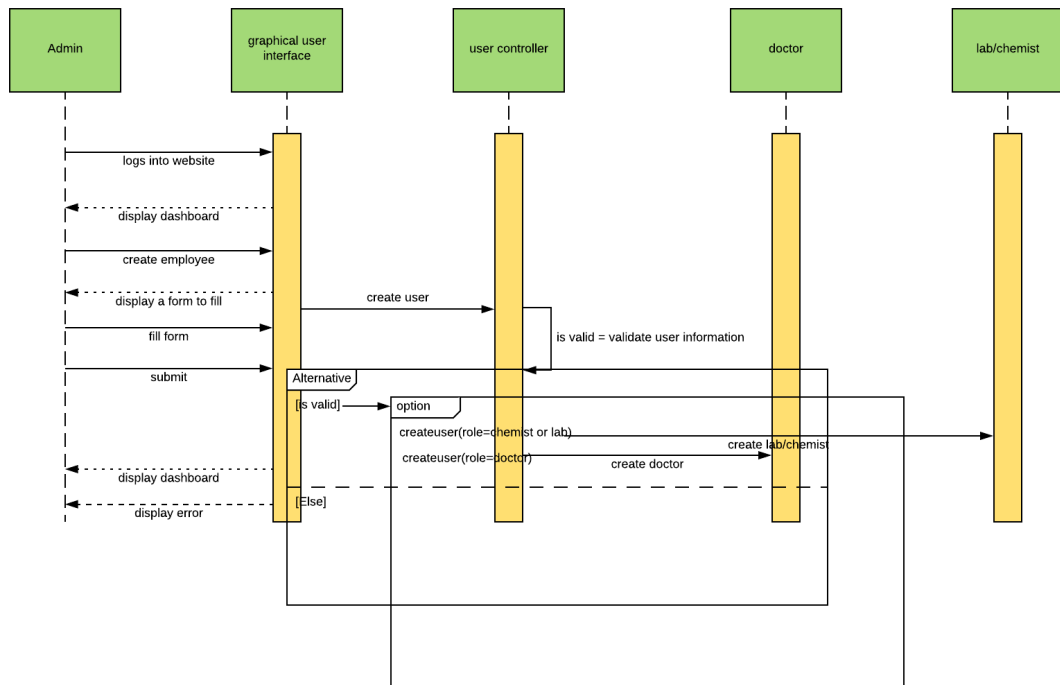 Admin
graphical user
interface
user controller
doctor
lab/chemist
logs into website
display dashboard
create employee
display a form to fill
create user
fill form
is valid = validate user information
submit
Alternative
[is valid]
option
createuser(role=chemist or lab)
create lab/chemist
createuser(role=doctor)
create doctor
display dashboard
[Else]
display error